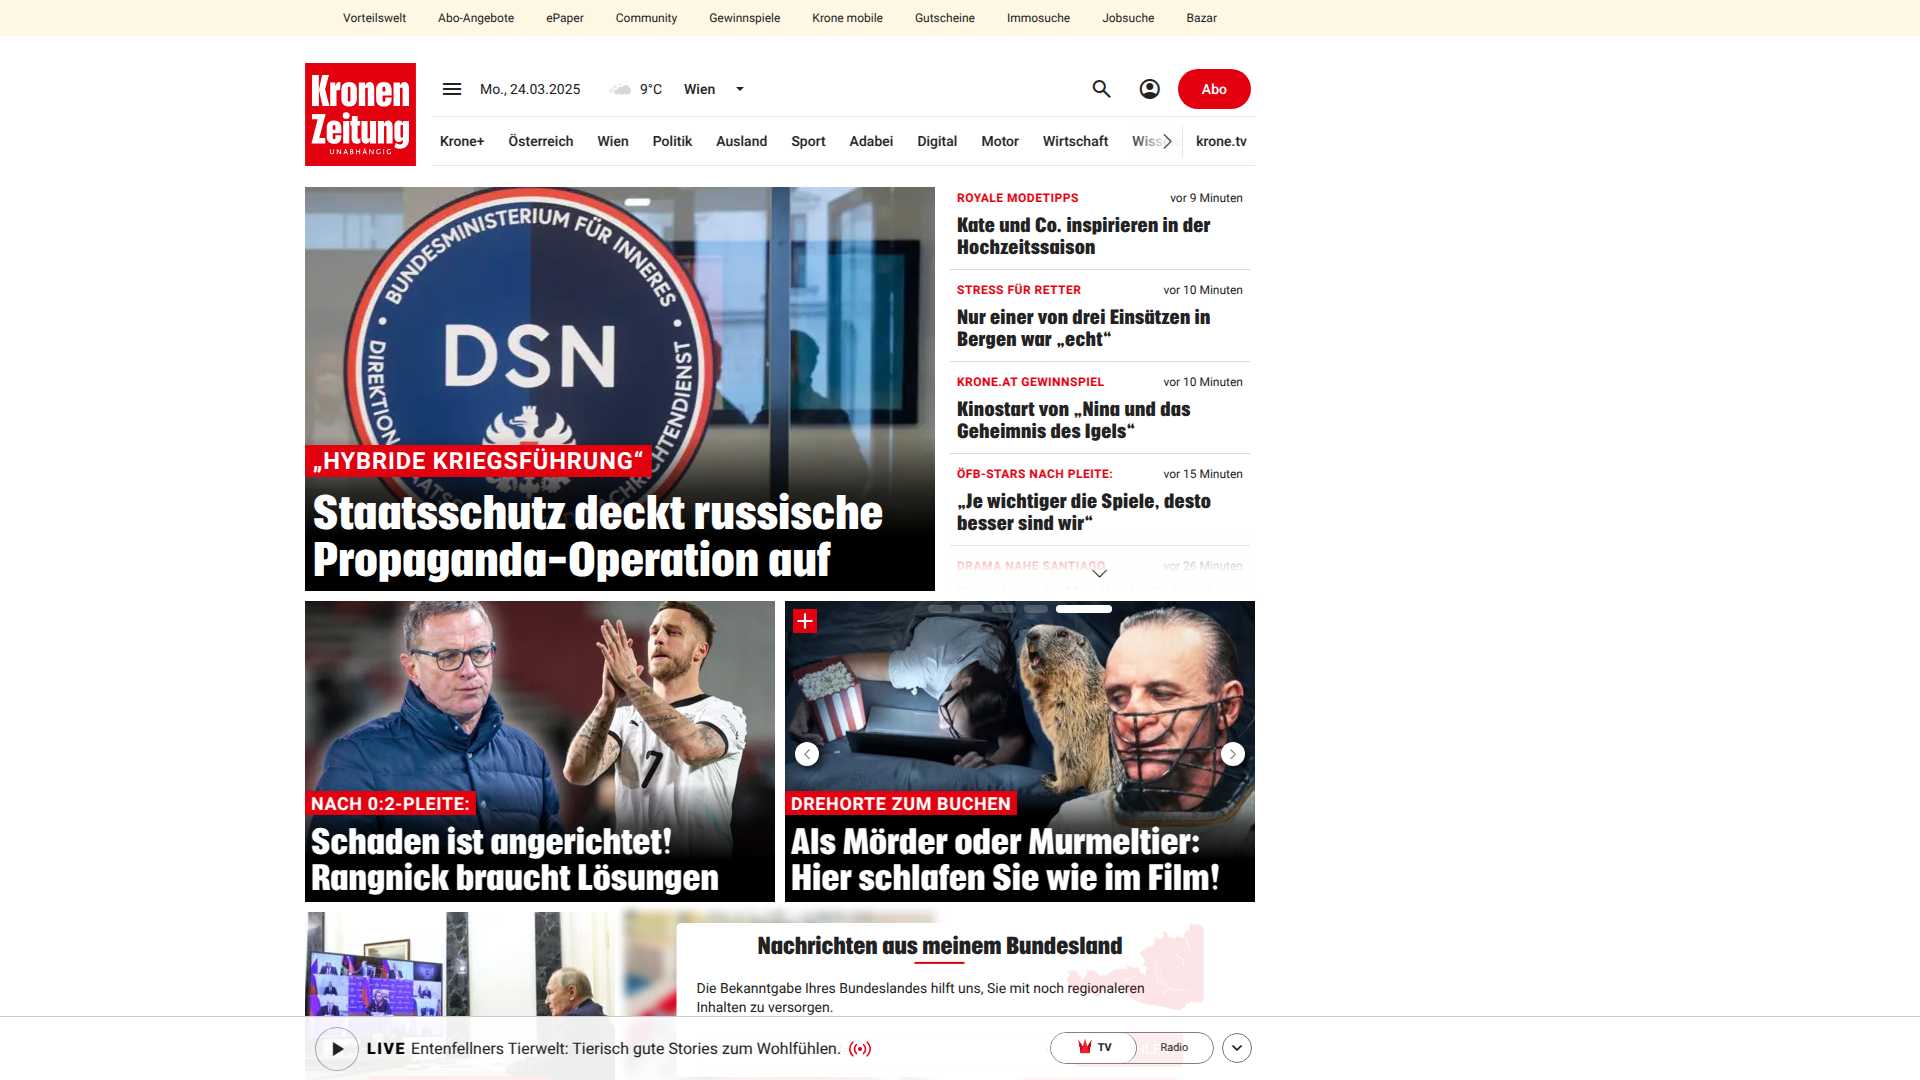 Vorteilswelt Abo-Angebote ePaper Community Gewinnspiele Krone mobile Gutscheine Immosuche Jobsuche Bazar
Kronen
Zeitung
UNABHÄNGIG
Mo., 24.03.2025 9°C Wien Abo
Krone+ Österreich Wien Politik Ausland Sport Adabei Digital Motor Wirtschaft Wiss krone.tv
BUNDESMINISTERIUM FÜR INNERES
DSN
„HYBRIDE KRIEGSFÜHRUNG“
Staatsschutz deckt russische
Propaganda-Operation auf
ROYALE MODETIPPS vor 9 Minuten
Kate und Co. inspirieren in der
Hochzeitssaison
STRESS FÜR RETTER vor 10 Minuten
Nur einer von drei Einsätzen in
Bergen war „echt“
KRONE.AT GEWINNSPIEL vor 10 Minuten
Kinostart von „Nina und das
Geheimnis des Igels“
ÖFB-STARS NACH PLEITE: vor 15 Minuten
„Je wichtiger die Spiele, desto
besser sind wir“
DRAMA NAHE SANTIAGO vor 26 Minuten
7
NACH 0:2-PLEITE:
Schaden ist angerichtet!
Rangnick braucht Lösungen
DREHORTE ZUM BUCHEN
Als Mörder oder Murmeltier:
Hier schlafen Sie wie im Film!
Nachrichten aus meinem Bundesland
Die Bekanntgabe Ihres Bundeslandes hilft uns, Sie mit noch regionaleren
Inhalten zu versorgen.
LIVE Entenfellners Tierwelt: Tierisch gute Stories zum Wohlfühlen. TV Radio